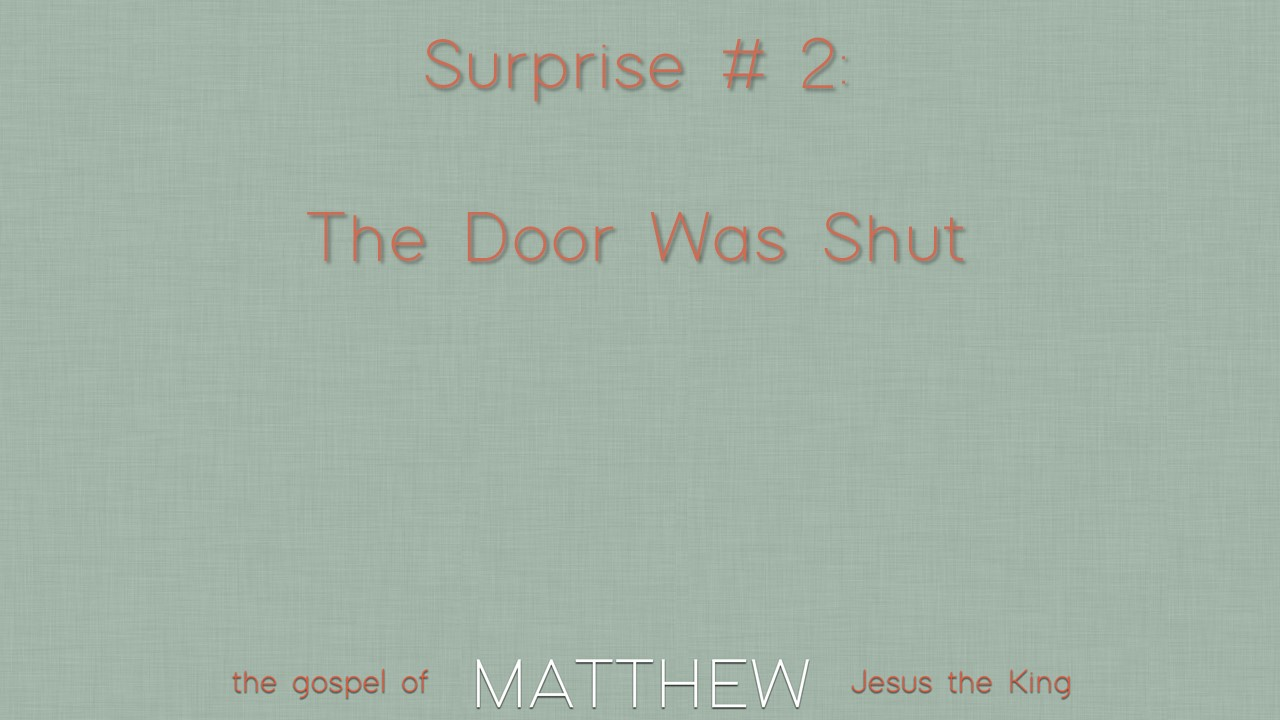 Surprise # 2:
The Door Was Shut
the gospel of MATTHEW Jesus the King